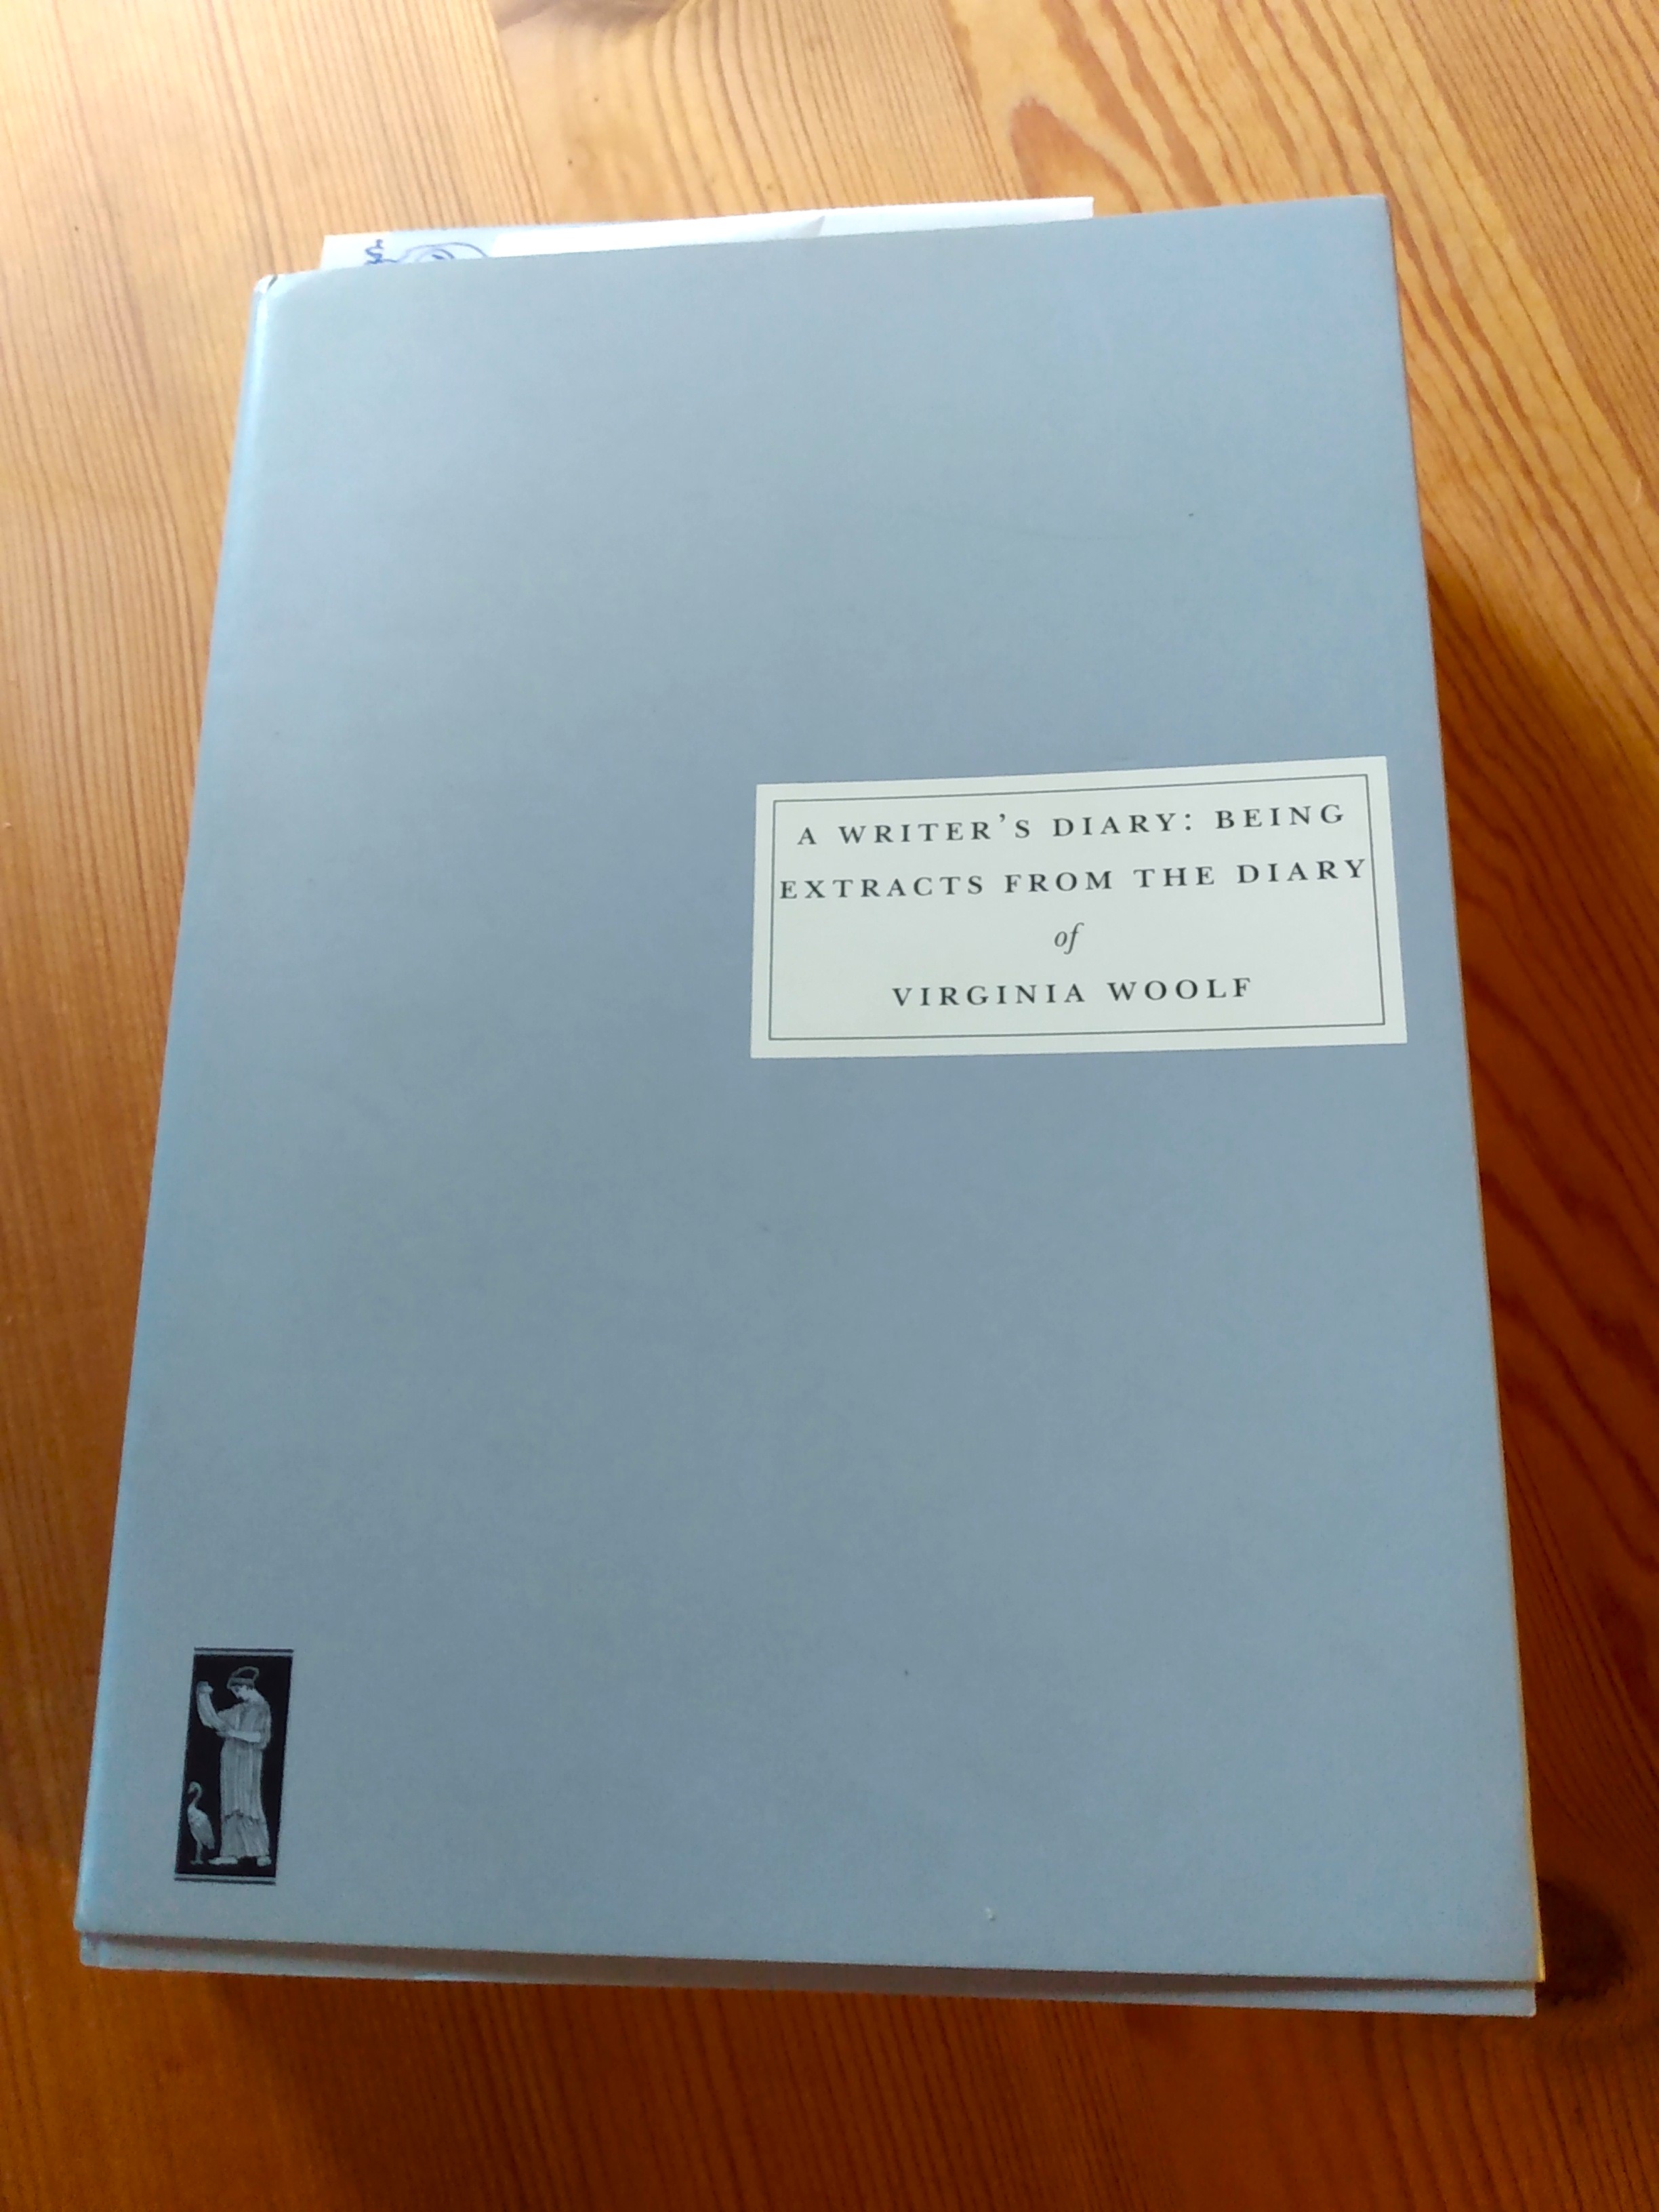 A WRITER'S DIARY: BEING
EXTRACTS FROM THE DIARY
of
VIRGINIA WOOLF